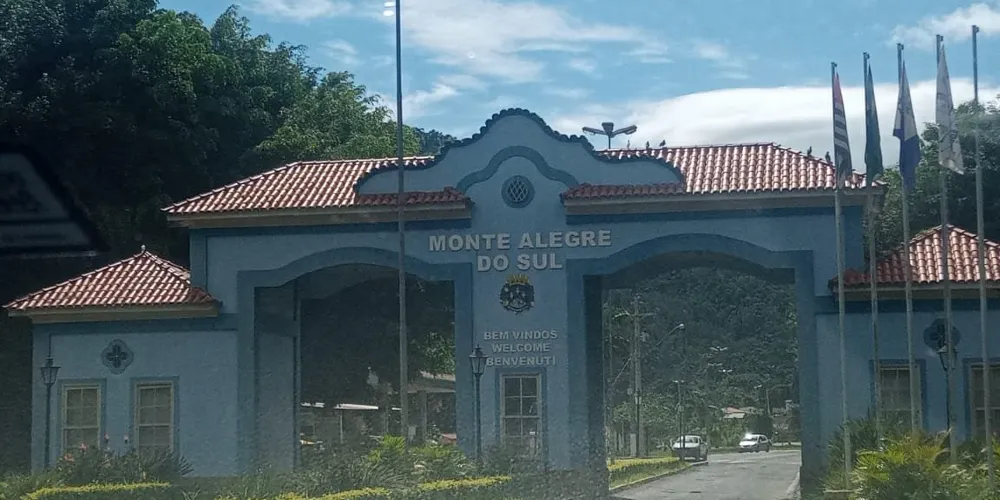 MONTE ALEGRE
DO SUL
BEM VINDOS
WELCOME
BENVENUTI